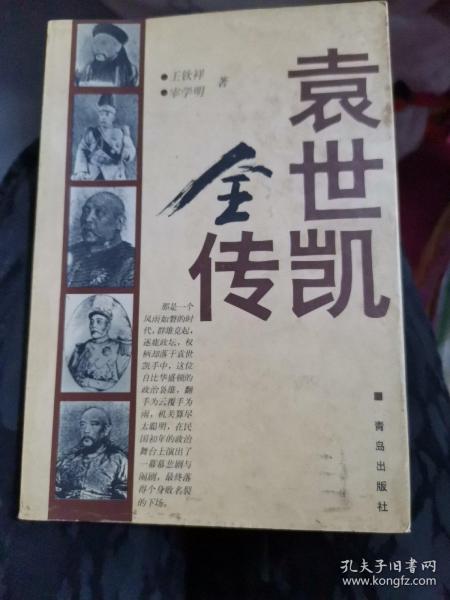 袁世凯
全传
●王钦祥
●宰学明
著
那是一个
风雨如磐的时
代，群雄竞起，
逐鹿政坛，权
柄却落于袁世
凯手中，这位
自比华盛顿的
政治枭雄，翻
手为云覆手为
雨，机关算尽
太聪明，在民
国初年的政治
舞台上演出了
一幕幕悲剧与
闹剧，最终落
得个身败名裂
的下场。
■青岛出版社
孔夫子旧书网
www.kongfz.com